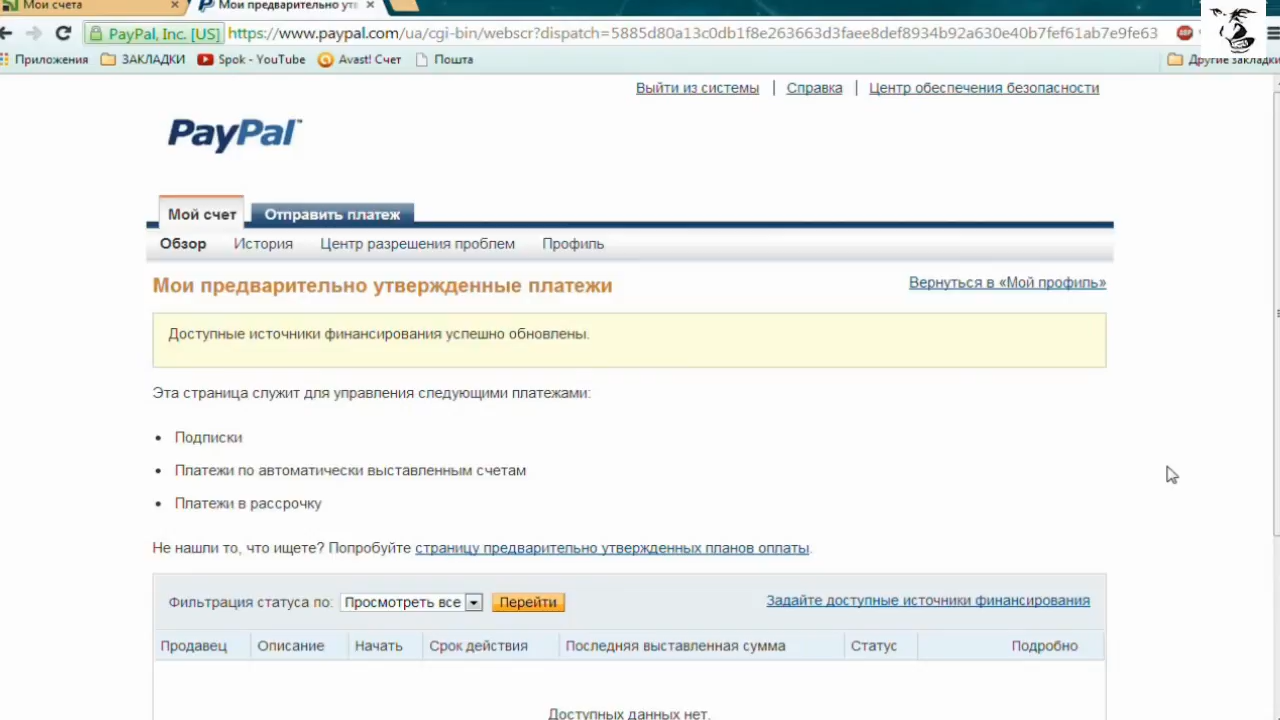 Мои счета
Мои предварительно ут
PayPal, Inc. [US] https://www.paypal.com/ua/cgi-bin/webscr?dispatch=5885d80a13c0db1f8e263663d3faee8def8934b92a630e40b7fef61ab7e9fe63
Приложения ЗАКЛАДКИ Spok - YouTube Avast! Счет Пошта Другие закладки
Выйти из системы | Справка | Центр обеспечения безопасности
PayPal™
Мой счет Отправить платеж
Обзор История Центр разрешения проблем Профиль
Мои предварительно утвержденные платежи Вернуться в «Мой профиль»
Доступные источники финансирования успешно обновлены.
Эта страница служит для управления следующими платежами:
• Подписки
• Платежи по автоматически выставленным счетам
• Платежи в рассрочку
Не нашли то, что ищете? Попробуйте страницу предварительно утвержденных планов оплаты.
Фильтрация статуса по: Просмотреть все Перейти Задайте доступные источники финансирования
Продавец Описание Начать Срок действия Последняя выставленная сумма Статус Подробно
Доступных данных нет.